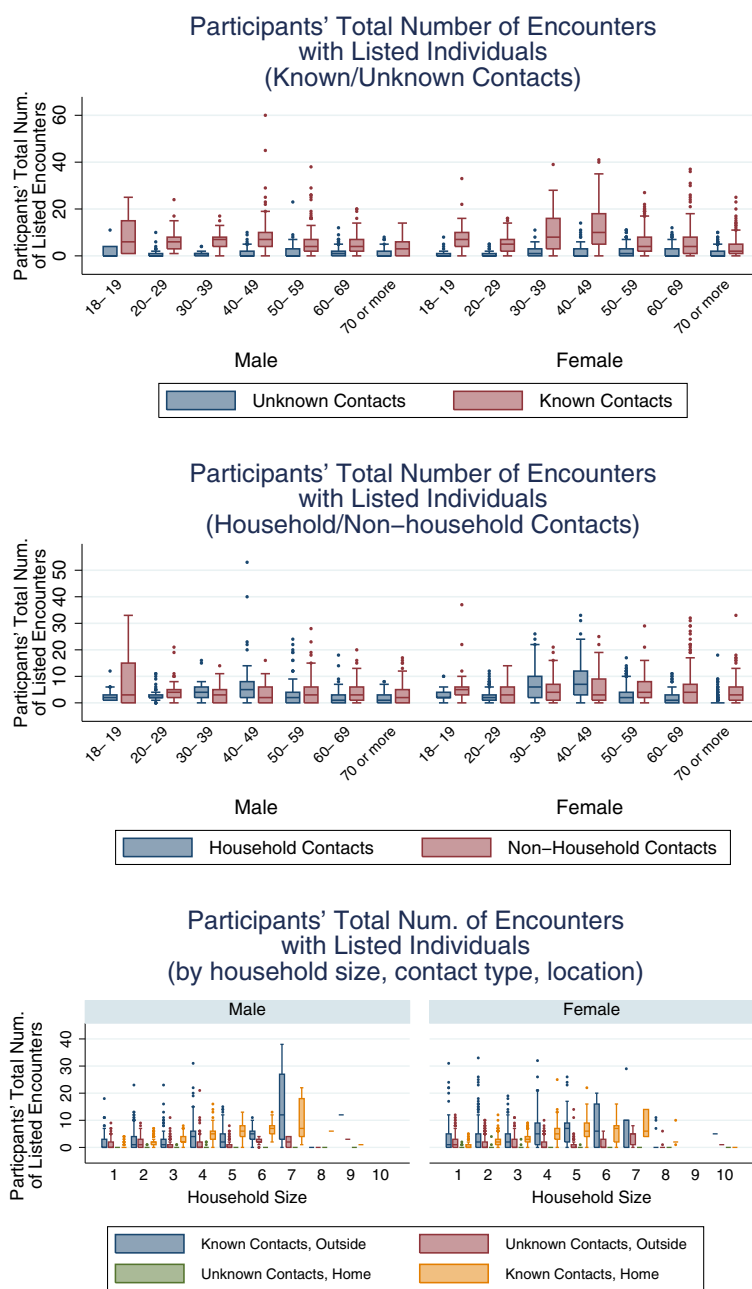 Participants’ Total Number of Encounters
with Listed Individuals
(Known/Unknown Contacts)
Particpants’ Total Num.
of Listed Encounters
60
40
20
0
18– 19
20– 29
30– 39
40– 49
50– 59
60– 69
70 or more
18– 19
20– 29
30– 39
40– 49
50– 59
60– 69
70 or more
Male
Female
Unknown Contacts
Known Contacts
Participants’ Total Number of Encounters
with Listed Individuals
(Household/Non–household Contacts)
Particpants’ Total Num.
of Listed Encounters
50
40
30
20
10
0
18– 19
20– 29
30– 39
40– 49
50– 59
60– 69
70 or more
18– 19
20– 29
30– 39
40– 49
50– 59
60– 69
70 or more
Male
Female
Household Contacts
Non–Household Contacts
Participants’ Total Num. of Encounters
with Listed Individuals
(by household size, contact type, location)
Male
Female
Particpants’ Total Num.
of Listed Encounters
40
30
20
10
0
1 2 3 4 5 6 7 8 9 10
1 2 3 4 5 6 7 8 9 10
Household Size
Household Size
Known Contacts, Outside
Unknown Contacts, Outside
Unknown Contacts, Home
Known Contacts, Home